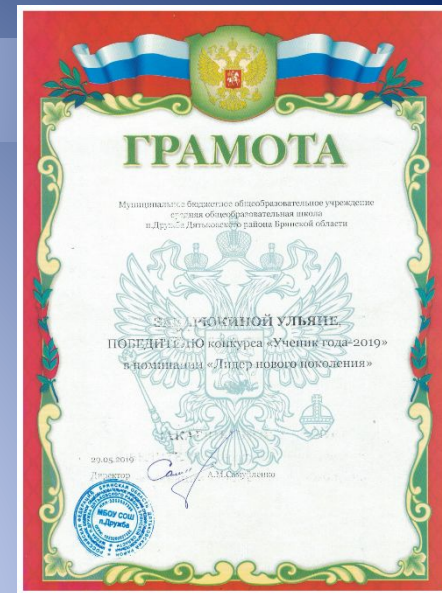 ГРАМОТА
Муниципальное бюджетное общеобразовательное учреждение
средняя общеобразовательная школа
п.Дружба Дятьковского района Брянской области
УЛЬЯНЕ,
ПОБЕДИТЕЛЮ конкурса «Ученик года-2019»
в номинации «Лидер нового поколения»
29.05.2019
Директор
МБОУ СОШ
п.Дружба